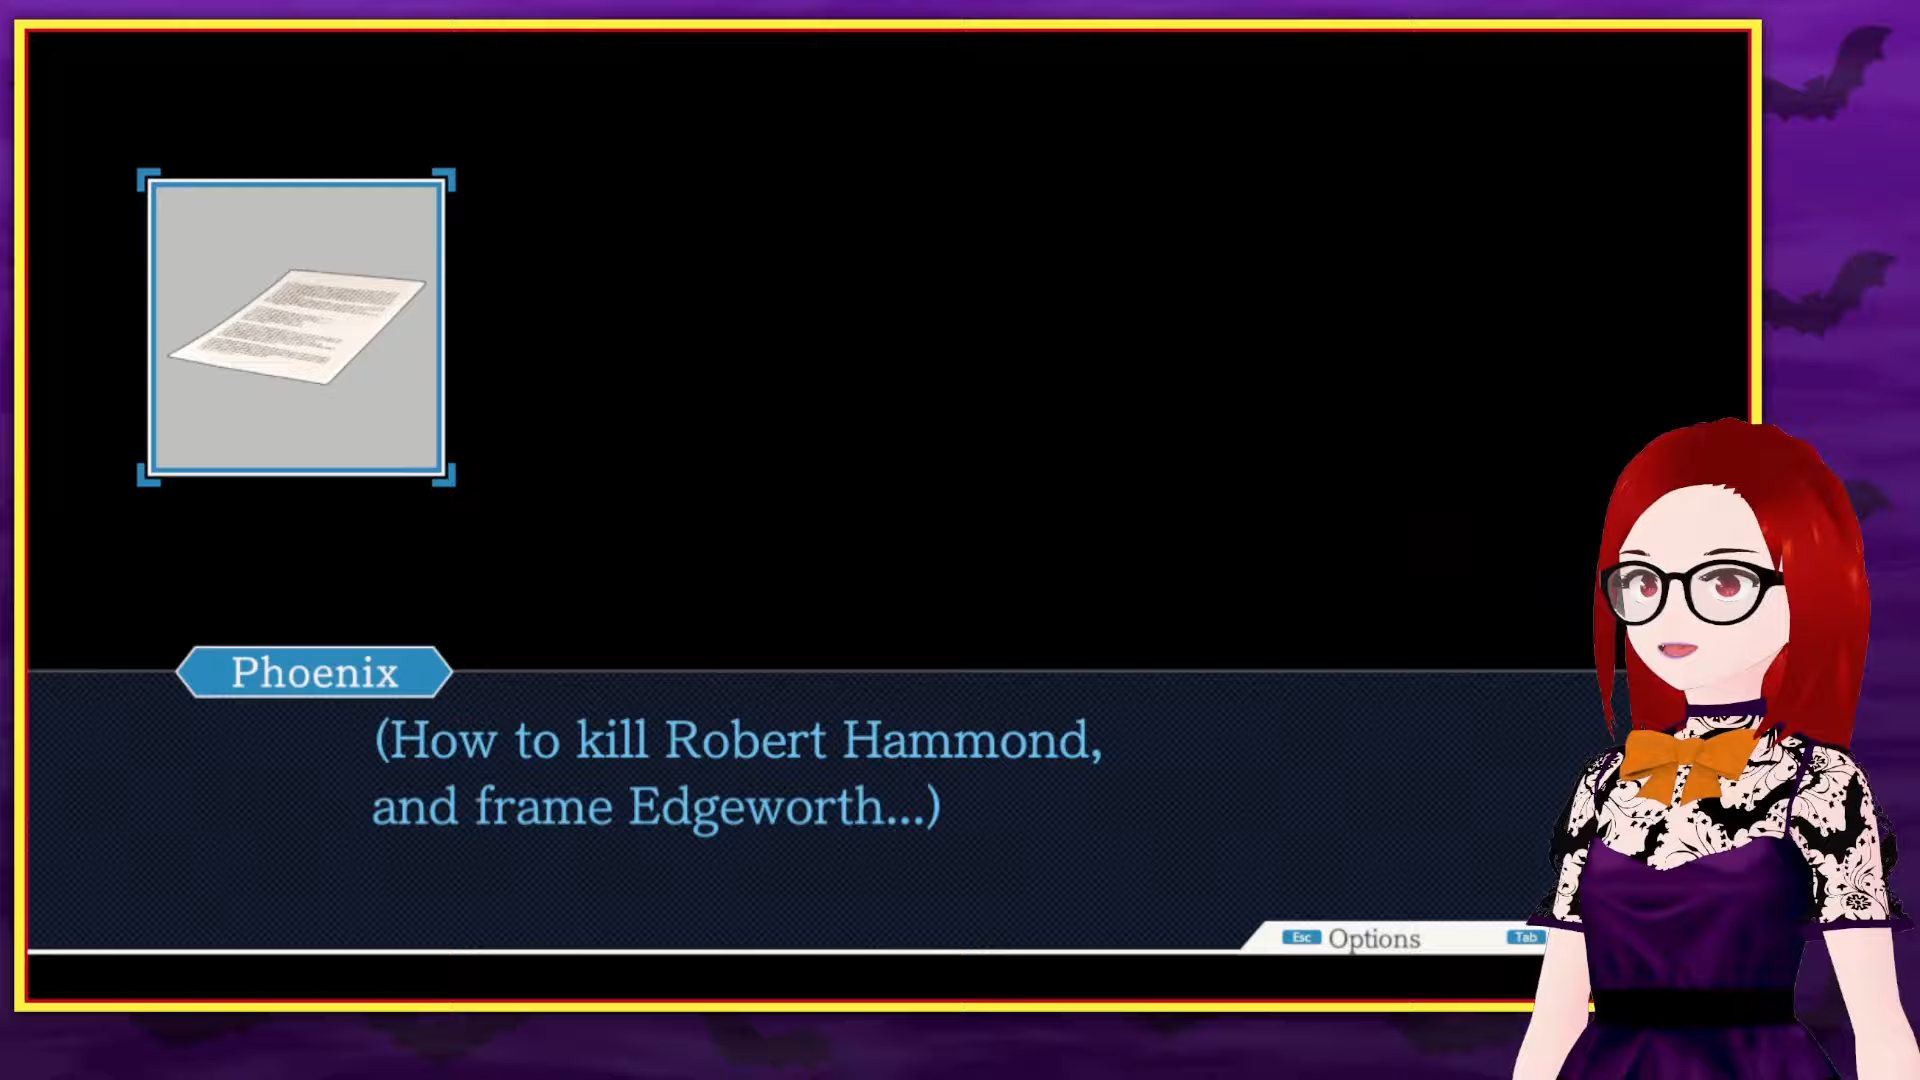 Phoenix
(How to kill Robert Hammond,
and frame Edgeworth...)
Esc Options Tab